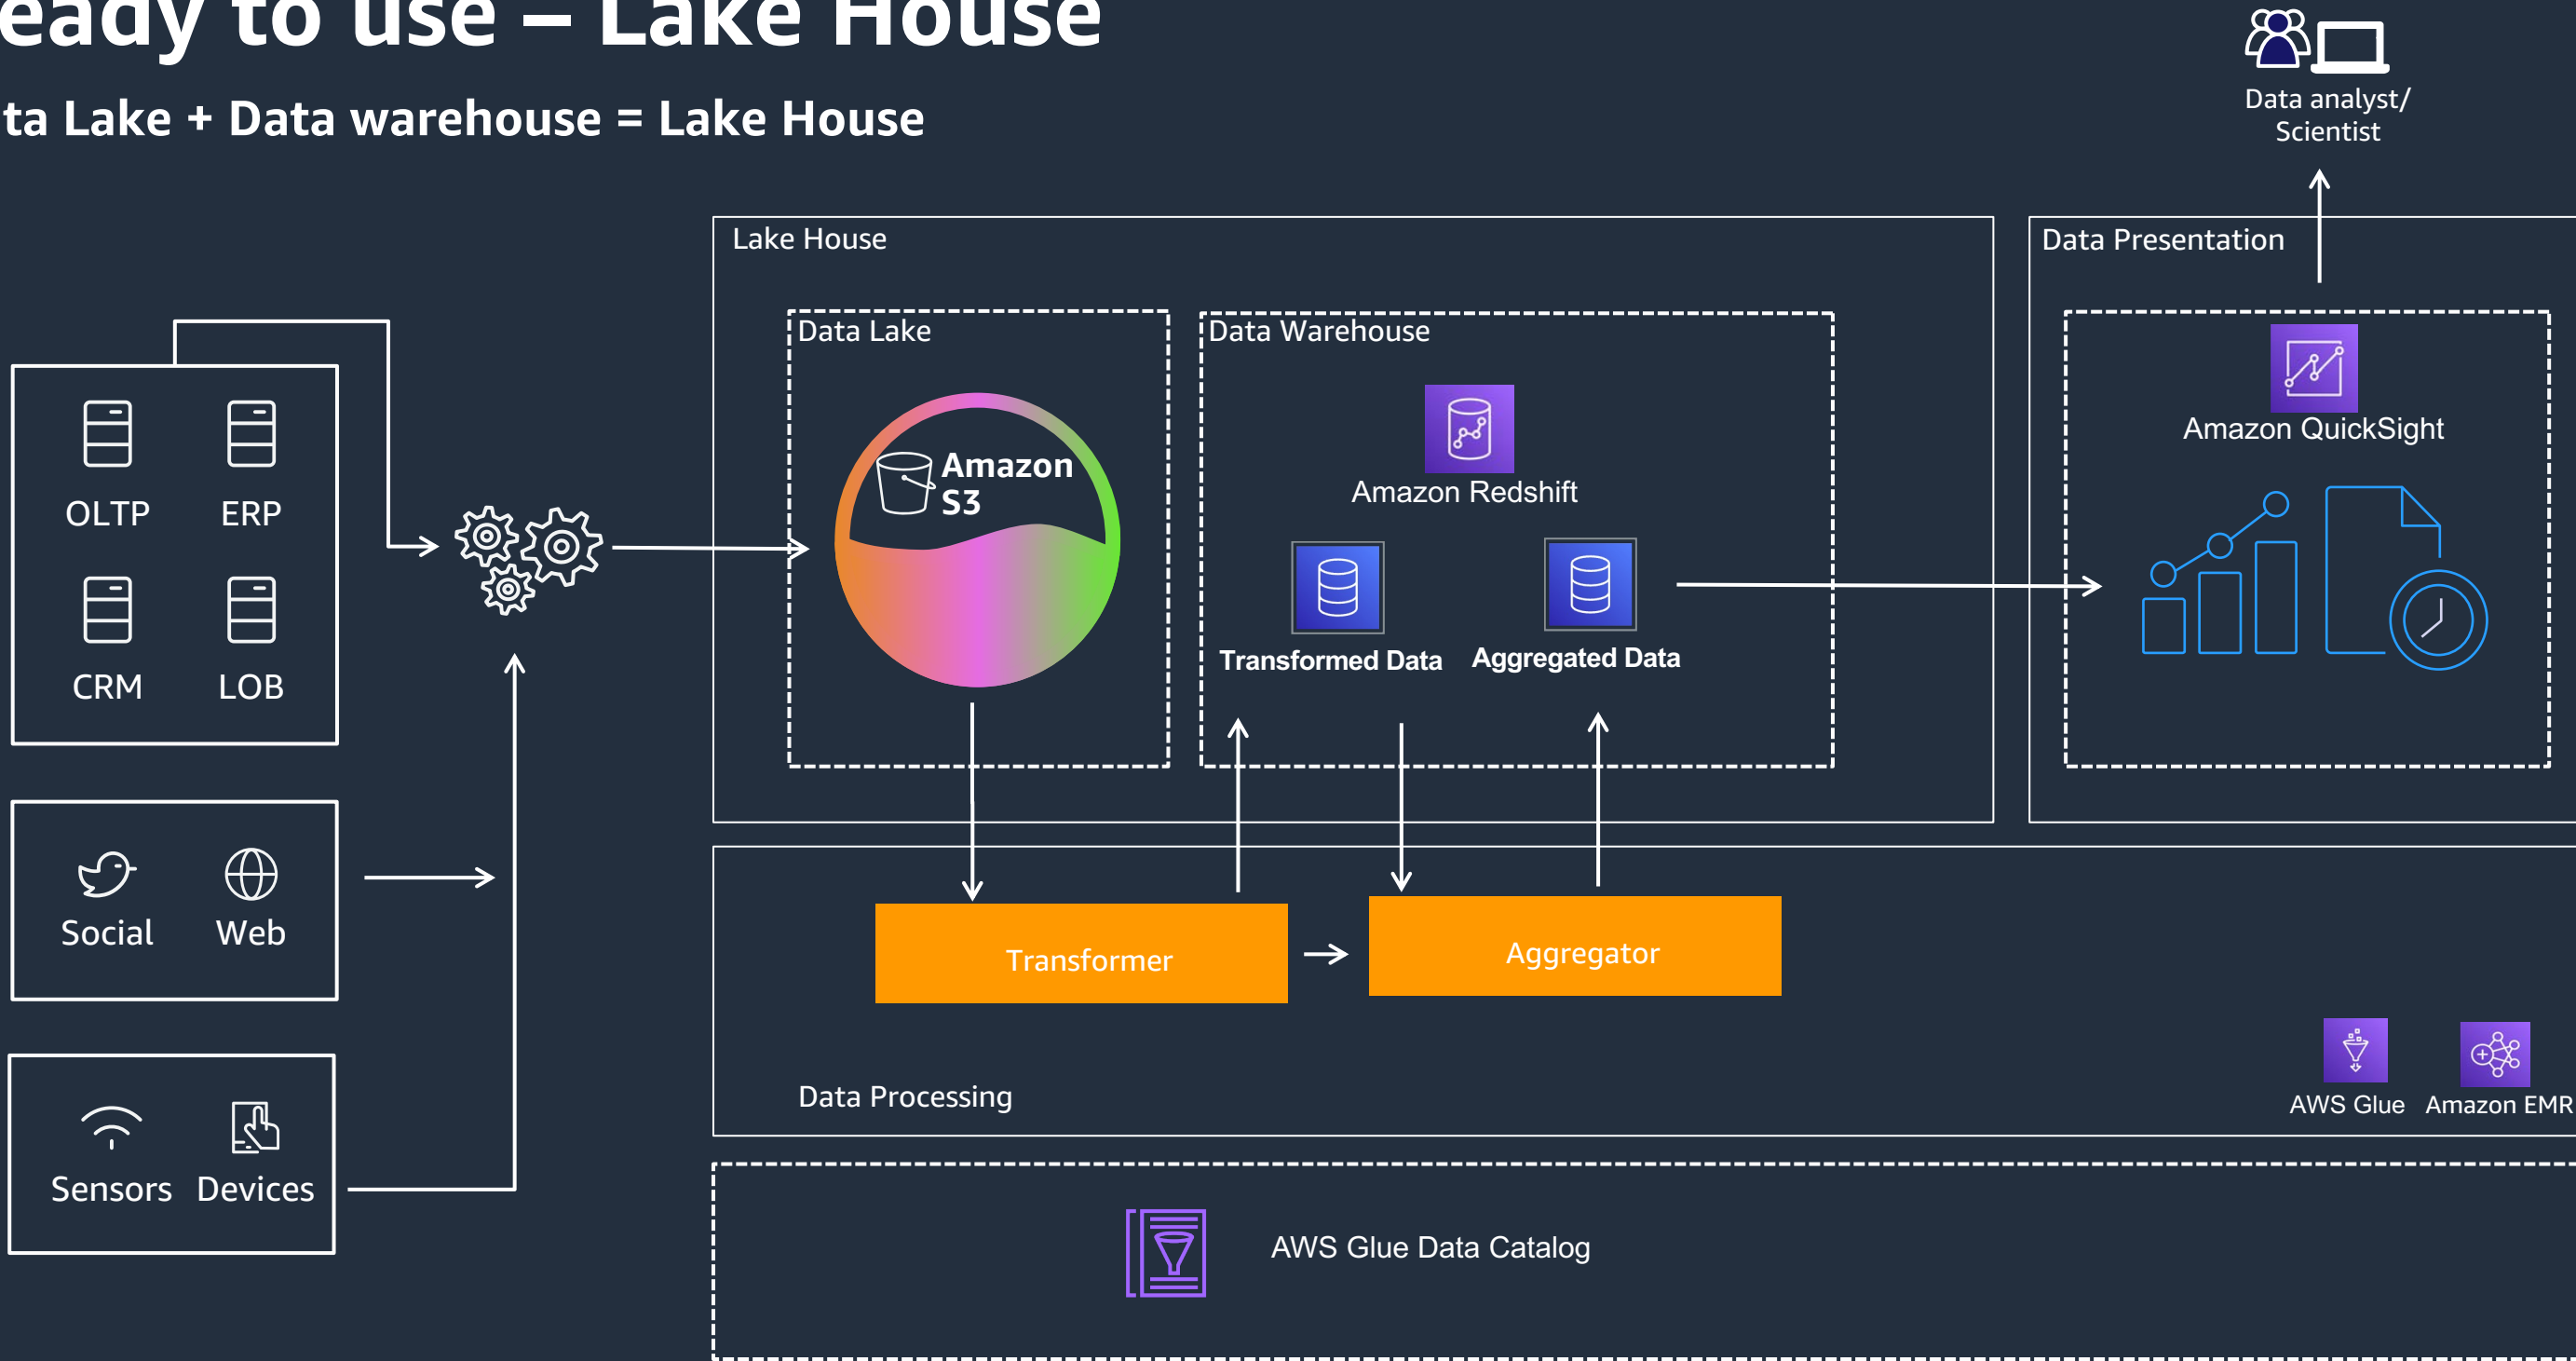 eady to use – Lake House
ta Lake + Data warehouse = Lake House
Data analyst/
Scientist
Lake House
Data Presentation
Data Lake
Data Warehouse
Amazon
S3
Amazon Redshift
Amazon QuickSight
OLTP ERP
CRM LOB
Transformed Data
Aggregated Data
Social Web
Transformer
Aggregator
Data Processing
AWS Glue
Amazon EMR
Sensors Devices
AWS Glue Data Catalog